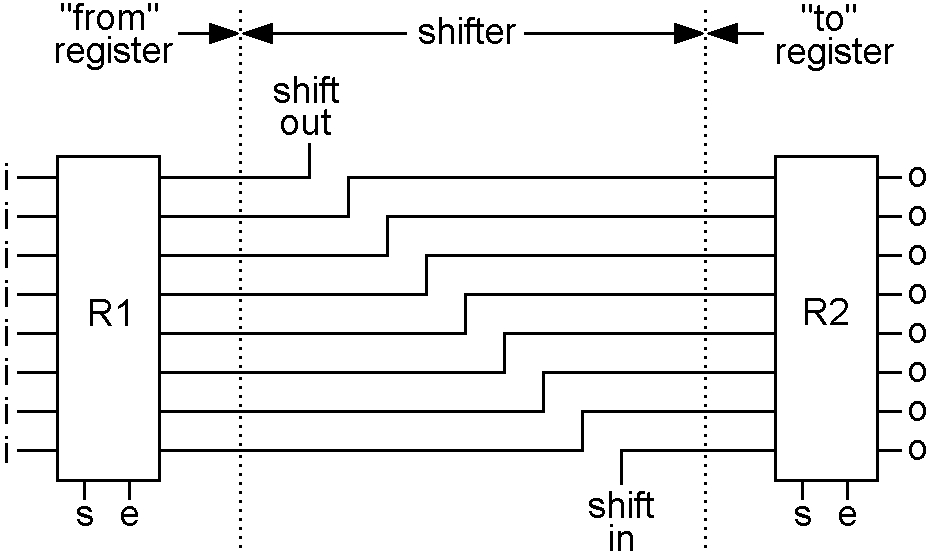 "from"
register
shifter
"to"
register
shift
out
i
i
i
i
i
i
i
i
R1
R2
o
o
o
o
o
o
o
o
s e
shift
in
s e